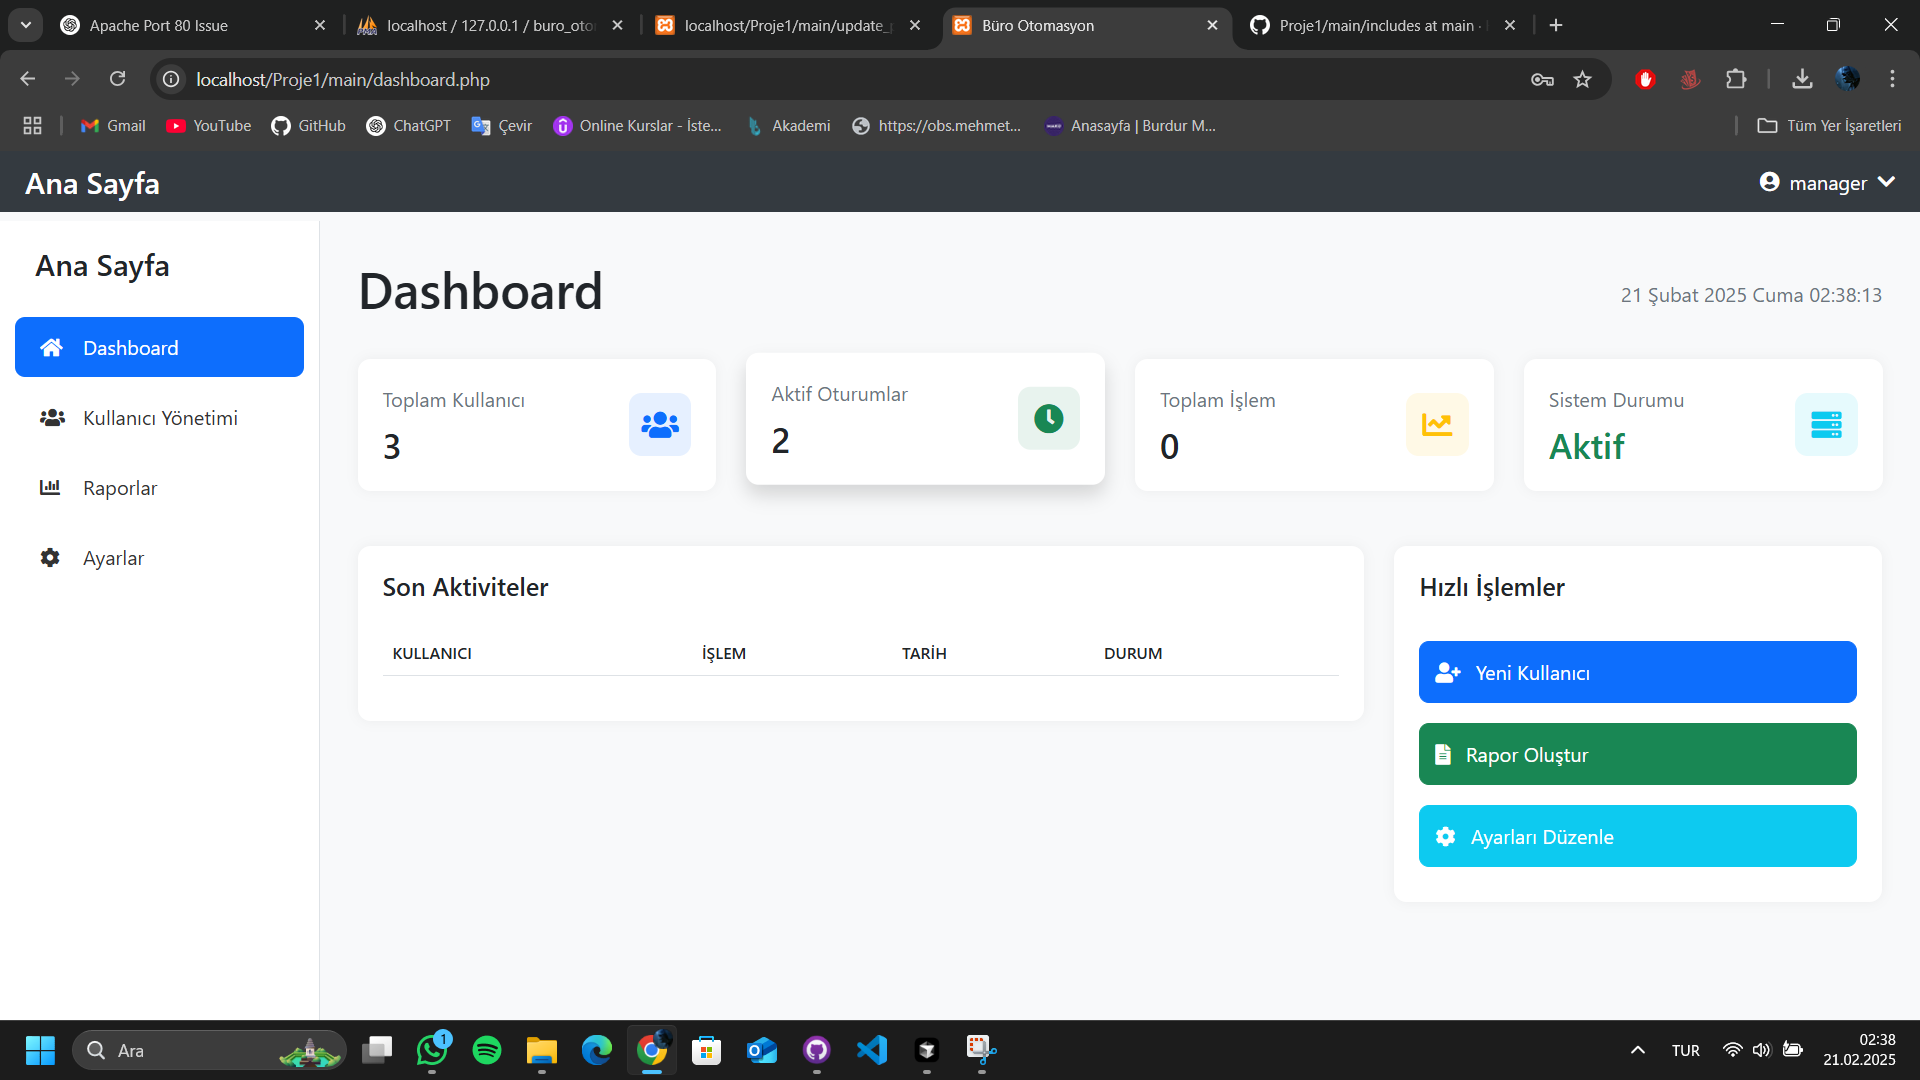 Apache Port 80 Issue
localhost / 127.0.0.1 / buro_oto
localhost/Proje1/main/update_
Büro Otomasyon
Proje1/main/includes at main ·
localhost/Proje1/main/dashboard.php
Gmail
YouTube
GitHub
ChatGPT
Çevir
Online Kurslar - İste...
Akademi
https://obs.mehmet...
Anasayfa | Burdur M...
Tüm Yer İşaretleri
Ana Sayfa
manager
Ana Sayfa
Dashboard
Kullanıcı Yönetimi
Raporlar
Ayarlar
Dashboard
21 Şubat 2025 Cuma 02:38:13
Toplam Kullanıcı
3
Aktif Oturumlar
2
Toplam İşlem
0
Sistem Durumu
Aktif
Son Aktiviteler
KULLANICI İŞLEM TARİH DURUM
Hızlı İşlemler
Yeni Kullanıcı
Rapor Oluştur
Ayarları Düzenle
Ara
1
TUR
02:38
21.02.2025